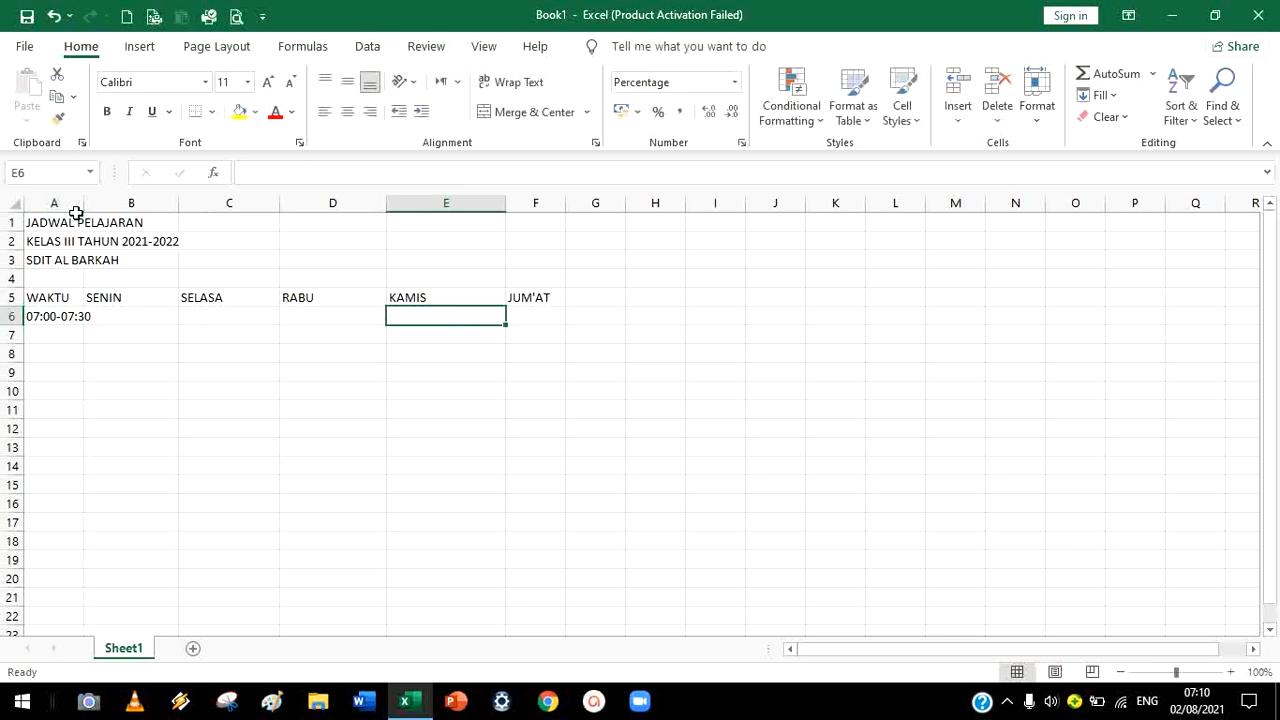 Book1 - Excel (Product Activation Failed)
Sign in
File Home Insert Page Layout Formulas Data Review View Help Tell me what you want to do Share
Paste
Clipboard
Calibri 11
B I U
Font
Wrap Text
Merge & Center
Alignment
Percentage
Number
Conditional Formatting
Format as Table
Cell Styles
Styles
Insert
Delete
Format
Cells
AutoSum
Fill
Clear
Sort & Filter
Find & Select
Editing
E6
fx
A B C D E F G H I J K L M N O P Q R
1 JADWAL PELAJARAN
2 KELAS III TAHUN 2021-2022
3 SDIT AL BARKAH
4
5 WAKTU SENIN SELASA RABU KAMIS JUM'AT
6 07:00-07:30
7
8
9
10
11
12
13
14
15
16
17
18
19
20
21
22
23
Sheet1
Ready
100%
ENG
07:10
02/08/2021